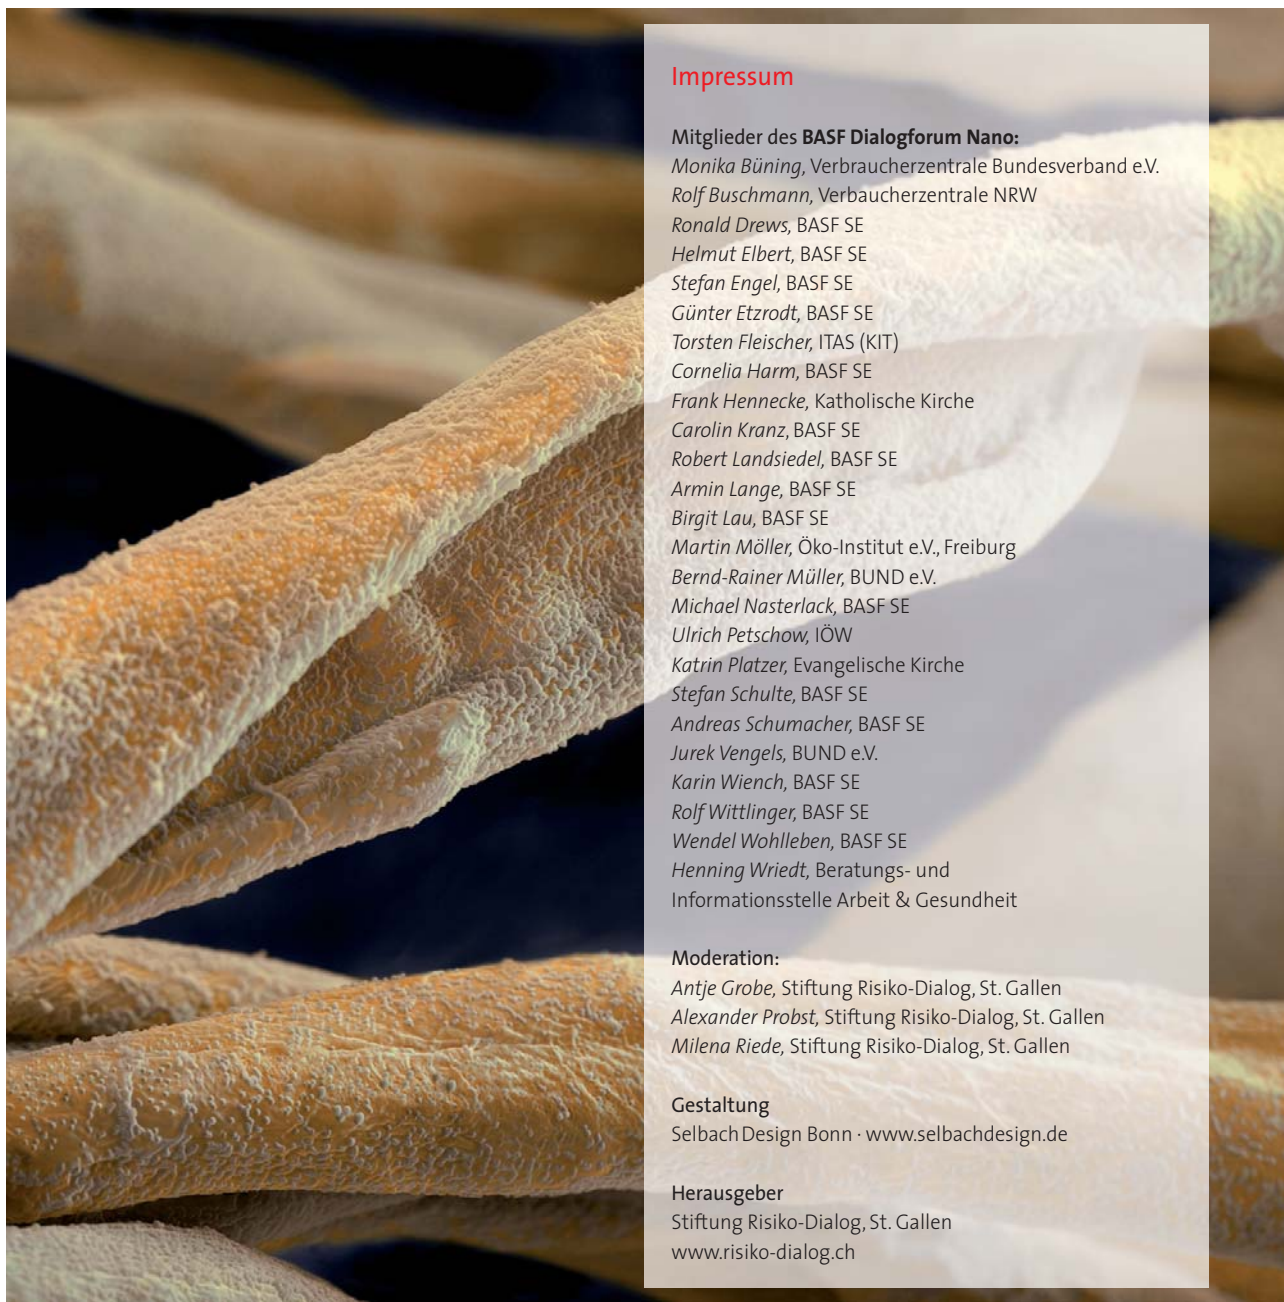 Impressum
Mitglieder des BASF Dialogforum Nano:
Monika Büning, Verbraucherzentrale Bundesverband e.V.
Rolf Buschmann, Verbaucherzentrale NRW
Ronald Drews, BASF SE
Helmut Elbert, BASF SE
Stefan Engel, BASF SE
Günter Etzrodt, BASF SE
Torsten Fleischer, ITAS (KIT)
Cornelia Harm, BASF SE
Frank Hennecke, Katholische Kirche
Carolin Kranz, BASF SE
Robert Landsiedel, BASF SE
Armin Lange, BASF SE
Birgit Lau, BASF SE
Martin Möller, Öko-Institut e.V., Freiburg
Bernd-Rainer Müller, BUND e.V.
Michael Nasterlack, BASF SE
Ulrich Petschow, IÖW
Katrin Platzer, Evangelische Kirche
Stefan Schulte, BASF SE
Andreas Schumacher, BASF SE
Jurek Vengels, BUND e.V.
Karin Wiench, BASF SE
Rolf Wittlinger, BASF SE
Wendel Wohlleben, BASF SE
Henning Wriedt, Beratungs- und
Informationsstelle Arbeit & Gesundheit
Moderation:
Antje Grobe, Stiftung Risiko-Dialog, St. Gallen
Alexander Probst, Stiftung Risiko-Dialog, St. Gallen
Milena Riede, Stiftung Risiko-Dialog, St. Gallen
Gestaltung
Selbach Design Bonn · www.selbachdesign.de
Herausgeber
Stiftung Risiko-Dialog, St. Gallen
www.risiko-dialog.ch